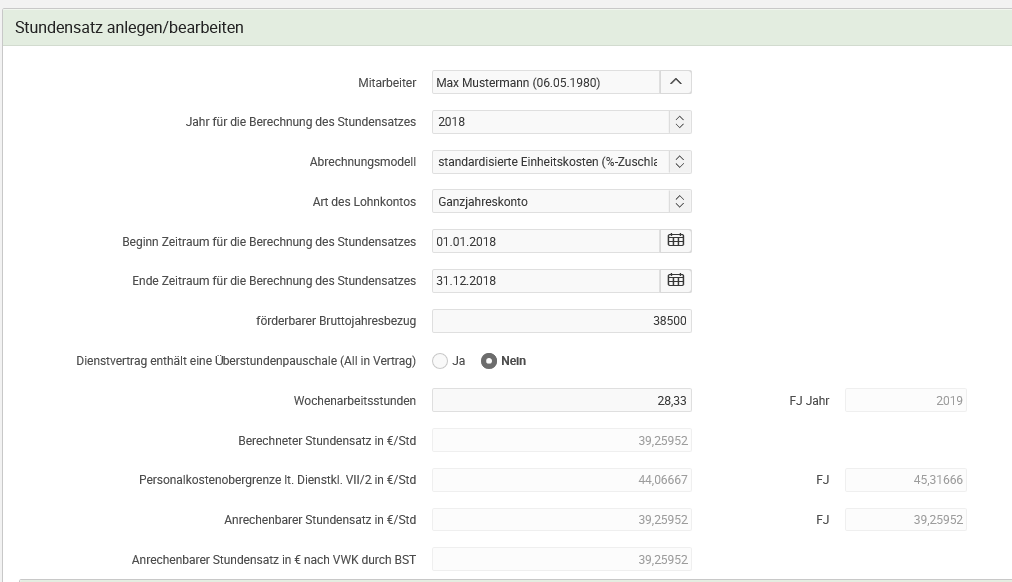 Stundensatz anlegen/bearbeiten
Mitarbeiter Max Mustermann (06.05.1980)
Jahr für die Berechnung des Stundensatzes 2018
Abrechnungsmodell standardisierte Einheitskosten (%-Zuschla
Art des Lohnkontos Ganzjahreskonto
Beginn Zeitraum für die Berechnung des Stundensatzes 01.01.2018
Ende Zeitraum für die Berechnung des Stundensatzes 31.12.2018
förderbarer Bruttojahresbezug 38500
Dienstvertrag enthält eine Überstundenpauschale (All in Vertrag) Ja Nein
Wochenarbeitsstunden 28,33 FJ Jahr 2019
Berechneter Stundensatz in €/Std 39,25952
Personalkostenobergrenze lt. Dienstkl. VII/2 in €/Std 44,06667 FJ 45,31666
Anrechenbarer Stundensatz in €/Std 39,25952 FJ 39,25952
Anrechenbarer Stundensatz in € nach VWK durch BST 39,25952